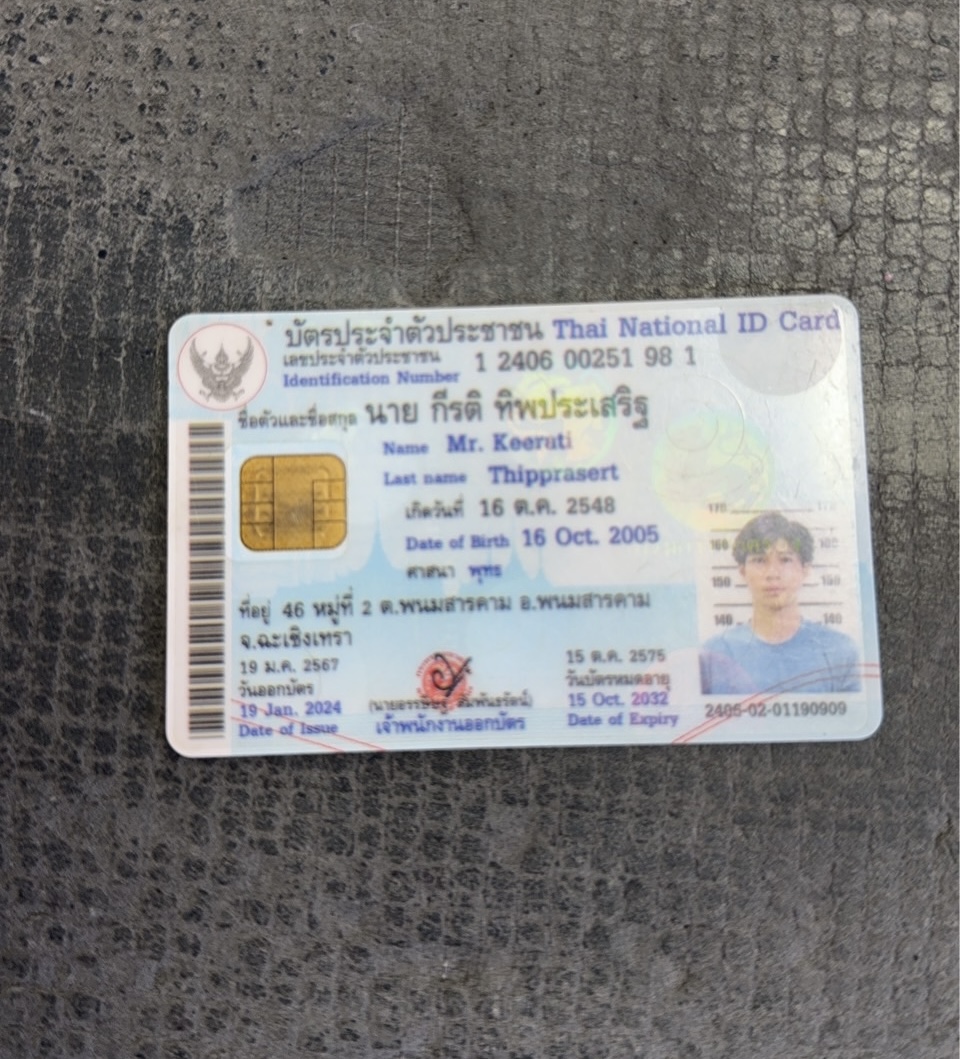 บัตรประจำตัวประชาชน Thai National ID Card
เลขประจำตัวประชาชน
Identification Number 1 2406 00251 98 1
ชื่อตัวและชื่อสกุล นาย กีรติ ทิพประเสริฐ
Name Mr. Keerati
Last name Thipprasert
เกิดวันที่ 16 ต.ค. 2548
Date of Birth 16 Oct. 2005
ศาสนา พุทธ
ที่อยู่ 46 หมู่ที่ 2 ต.พนมสารคาม อ.พนมสารคาม
จ.ฉะเชิงเทรา
19 ม.ค. 2567
วันออกบัตร
19 Jan. 2024
Date of Issue
เจ้าพนักงานออกบัตร
15 ต.ค. 2575
วันบัตรหมดอายุ
15 Oct. 2032
Date of Expiry
170 170
160 160
150 150
140 140
2405-02-01190909